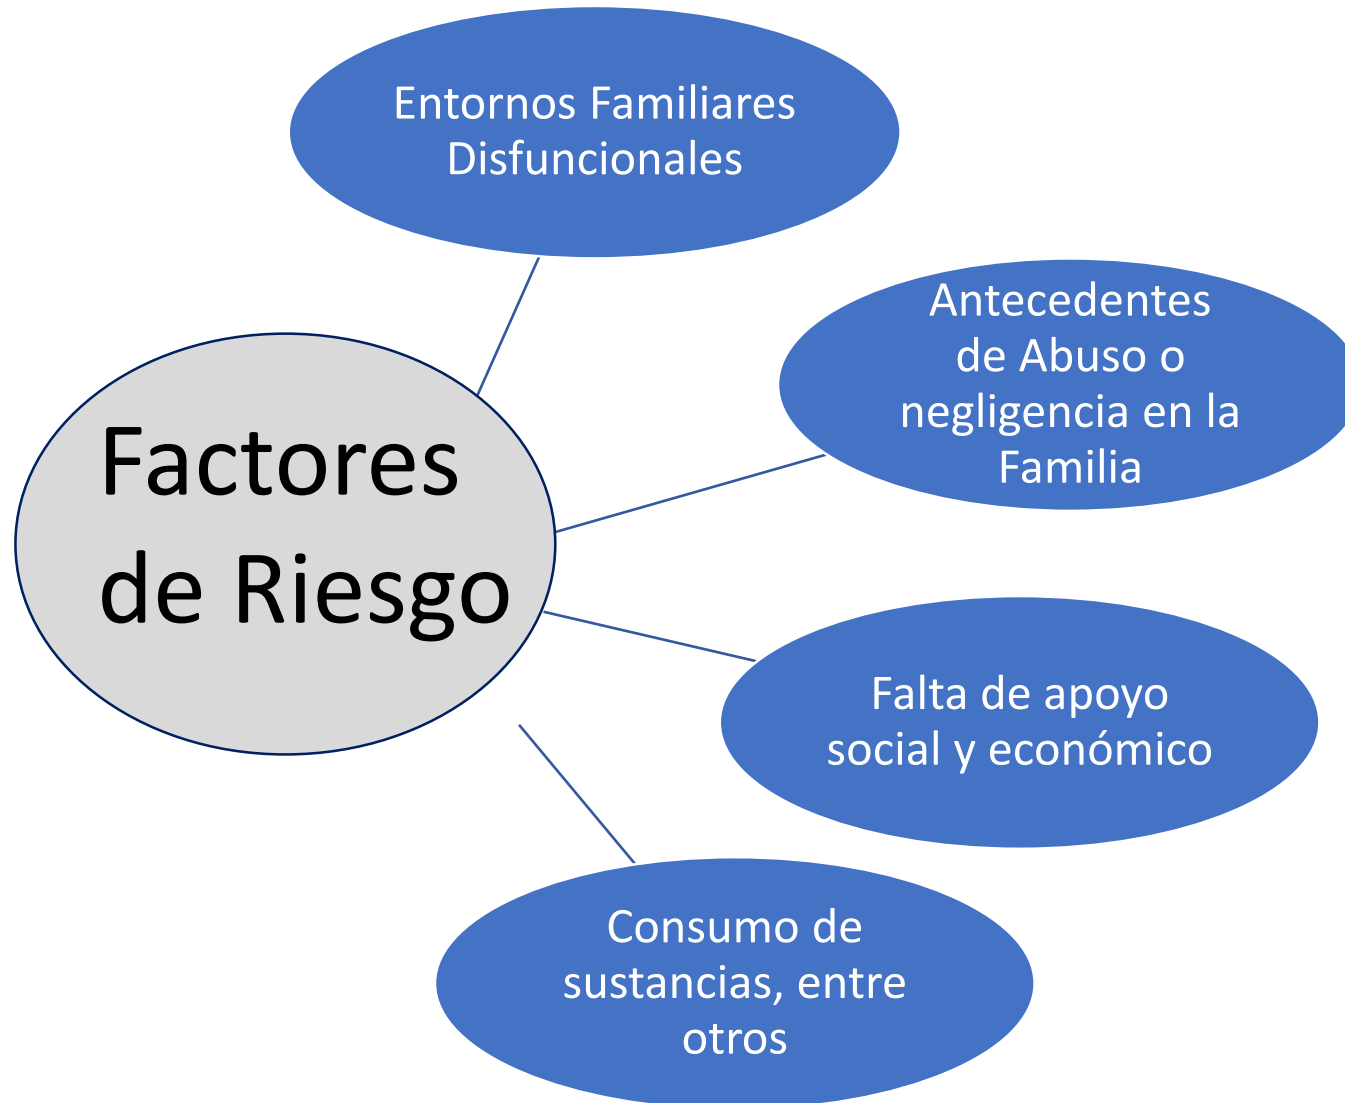 Entornos Familiares
Disfuncionales
Antecedentes
de Abuso o
negligencia en la
Familia
Factores
de Riesgo
Falta de apoyo
social y económico
Consumo de
sustancias, entre
otros